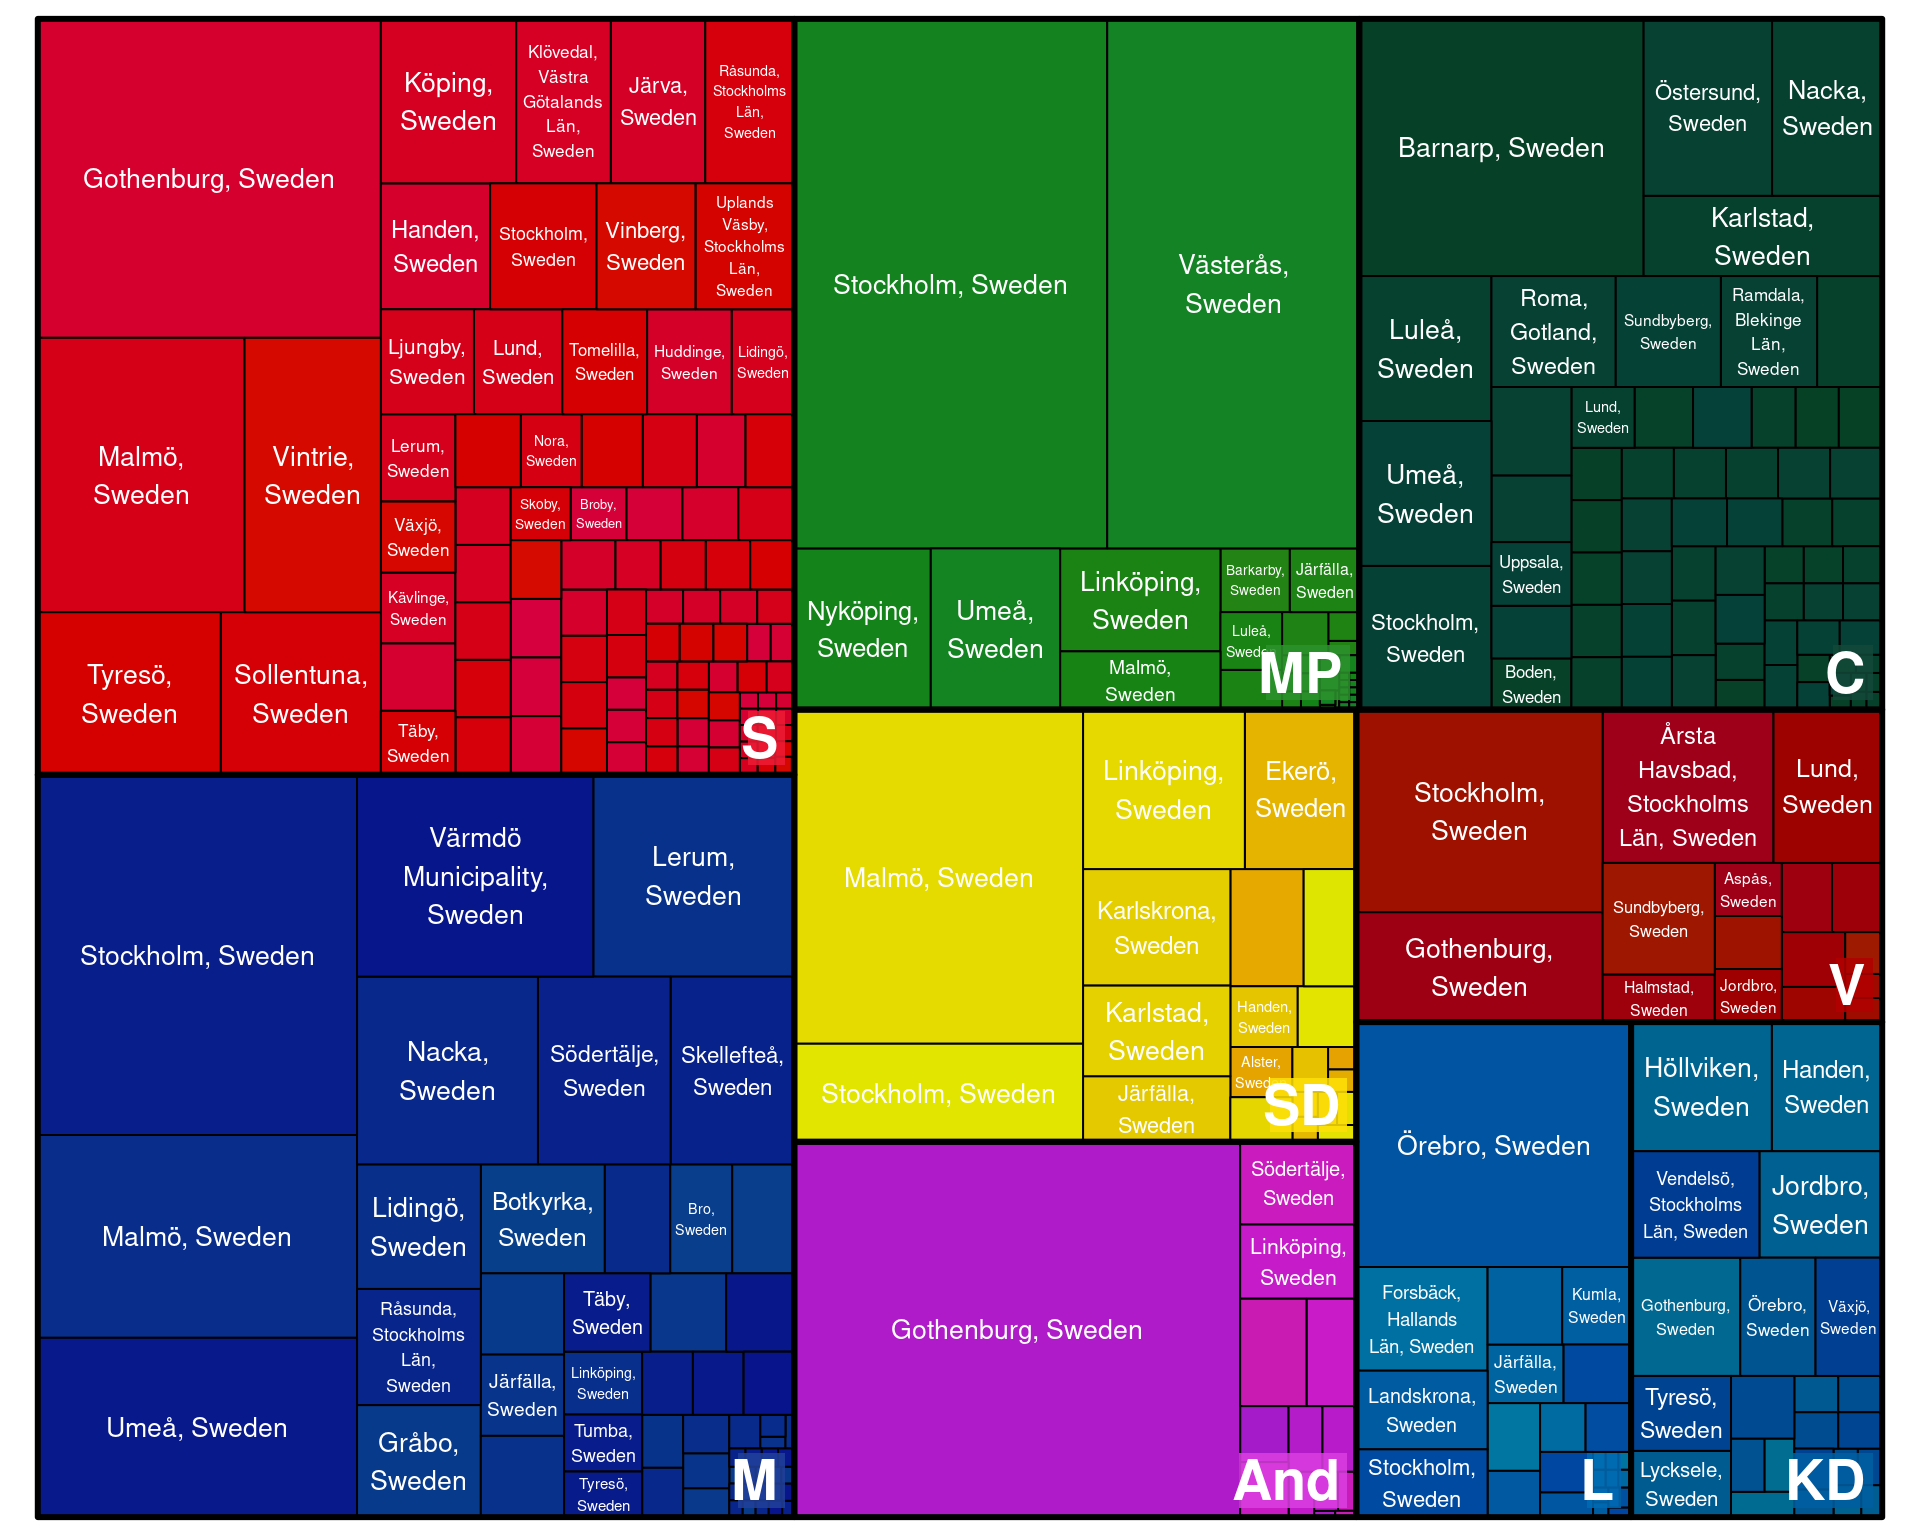 Gothenburg, Sweden
Malmö,
Sweden
Vintrie,
Sweden
Tyresö,
Sweden
Sollentuna,
Sweden
Köping,
Sweden
Klövedal,
Västra
Götalands
Län,
Sweden
Järva,
Sweden
Råsunda,
Stockholms
Län,
Sweden
Handen,
Sweden
Stockholm,
Sweden
Vinberg,
Sweden
Uplands
Väsby,
Stockholms
Län,
Sweden
Ljungby,
Sweden
Lund,
Sweden
Tomelilla,
Sweden
Huddinge,
Sweden
Lidingö,
Sweden
Lerum,
Sweden
Nora,
Sweden
Växjö,
Sweden
Skoby,
Sweden
Broby,
Sweden
Kävlinge,
Sweden
Täby,
Sweden
S
Stockholm, Sweden
Västerås,
Sweden
Nyköping,
Sweden
Umeå,
Sweden
Linköping,
Sweden
Malmö,
Sweden
Barkarby,
Sweden
Järfälla,
Sweden
Luleå,
Sweden
MP
Barnarp, Sweden
Östersund,
Sweden
Nacka,
Sweden
Karlstad,
Sweden
Luleå,
Sweden
Roma,
Gotland,
Sweden
Sundbyberg,
Sweden
Ramdala,
Blekinge
Län,
Sweden
Umeå,
Sweden
Lund,
Sweden
Stockholm,
Sweden
Uppsala,
Sweden
Boden,
Sweden
C
Stockholm, Sweden
Malmö, Sweden
Umeå, Sweden
Värmdö
Municipality,
Sweden
Lerum,
Sweden
Nacka,
Sweden
Södertälje,
Sweden
Skellefteå,
Sweden
Lidingö,
Sweden
Botkyrka,
Sweden
Bro,
Sweden
Råsunda,
Stockholms
Län,
Sweden
Täby,
Sweden
Järfälla,
Sweden
Linköping,
Sweden
Gråbo,
Sweden
Tumba,
Sweden
Tyresö,
Sweden
M
Malmö, Sweden
Stockholm, Sweden
Linköping,
Sweden
Ekerö,
Sweden
Karlskrona,
Sweden
Karlstad,
Sweden
Järfälla,
Sweden
Handen,
Sweden
Alster,
Sweden
SD
Gothenburg, Sweden
Södertälje,
Sweden
Linköping,
Sweden
And
Stockholm,
Sweden
Gothenburg,
Sweden
Årsta
Havsbad,
Stockholms
Län, Sweden
Lund,
Sweden
Sundbyberg,
Sweden
Aspås,
Sweden
Halmstad,
Sweden
Jordbro,
Sweden
V
Örebro, Sweden
Forsbäck,
Hallands
Län, Sweden
Kumla,
Sweden
Järfälla,
Sweden
Landskrona,
Sweden
Stockholm,
Sweden
L
Höllviken,
Sweden
Handen,
Sweden
Vendelsö,
Stockholms
Län, Sweden
Jordbro,
Sweden
Gothenburg,
Sweden
Örebro,
Sweden
Växjö,
Sweden
Tyresö,
Sweden
Lycksele,
Sweden
KD